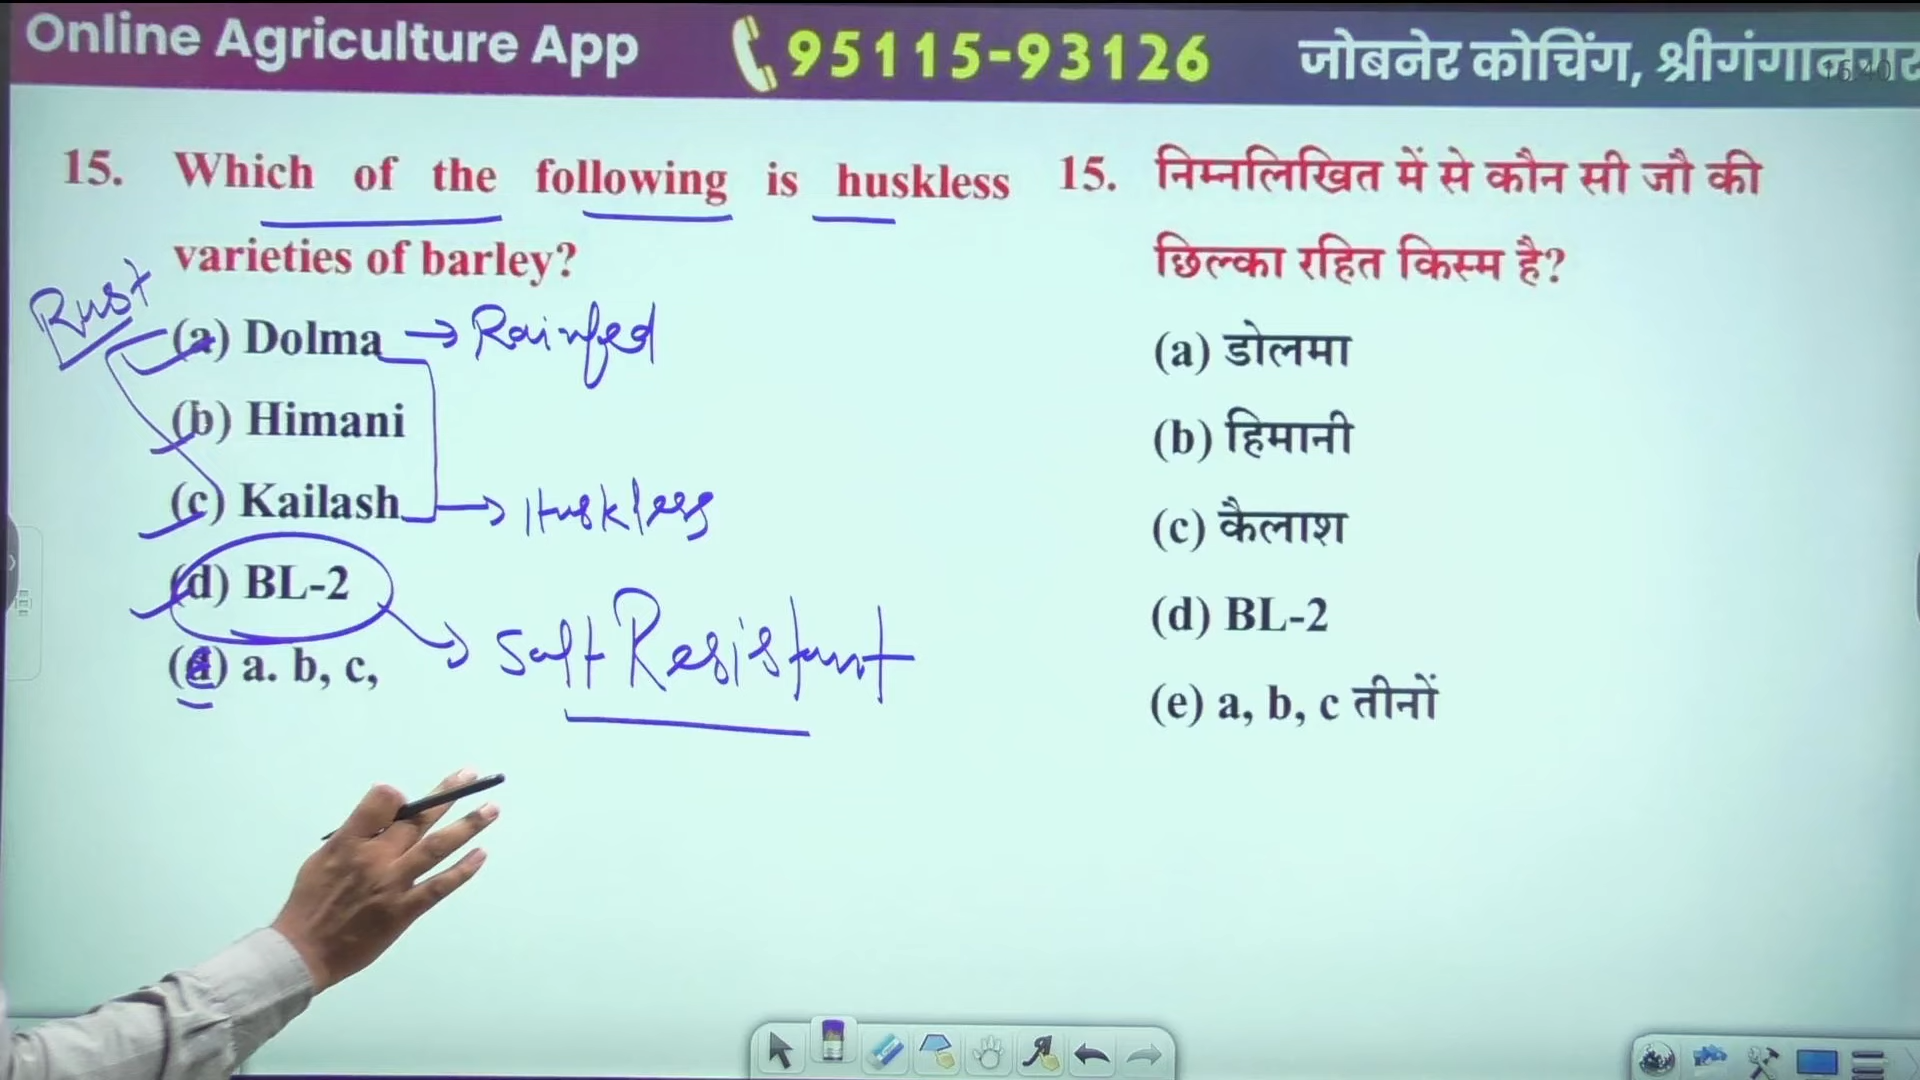 Online Agriculture App 95115-93126 जोबनेर कोचिंग, श्रीगंगानगर
15. Which of the following is huskless
varieties of barley?
Rust
(a) Dolma → Rainfed
(b) Himani
(c) Kailash → Huskless
(d) BL-2
Salt Resistant
(e) a. b, c,
15. निम्नलिखित में से कौन सी जौ की
छिल्का रहित किस्म है?
(a) डोलमा
(b) हिमानी
(c) कैलाश
(d) BL-2
(e) a, b, c तीनों